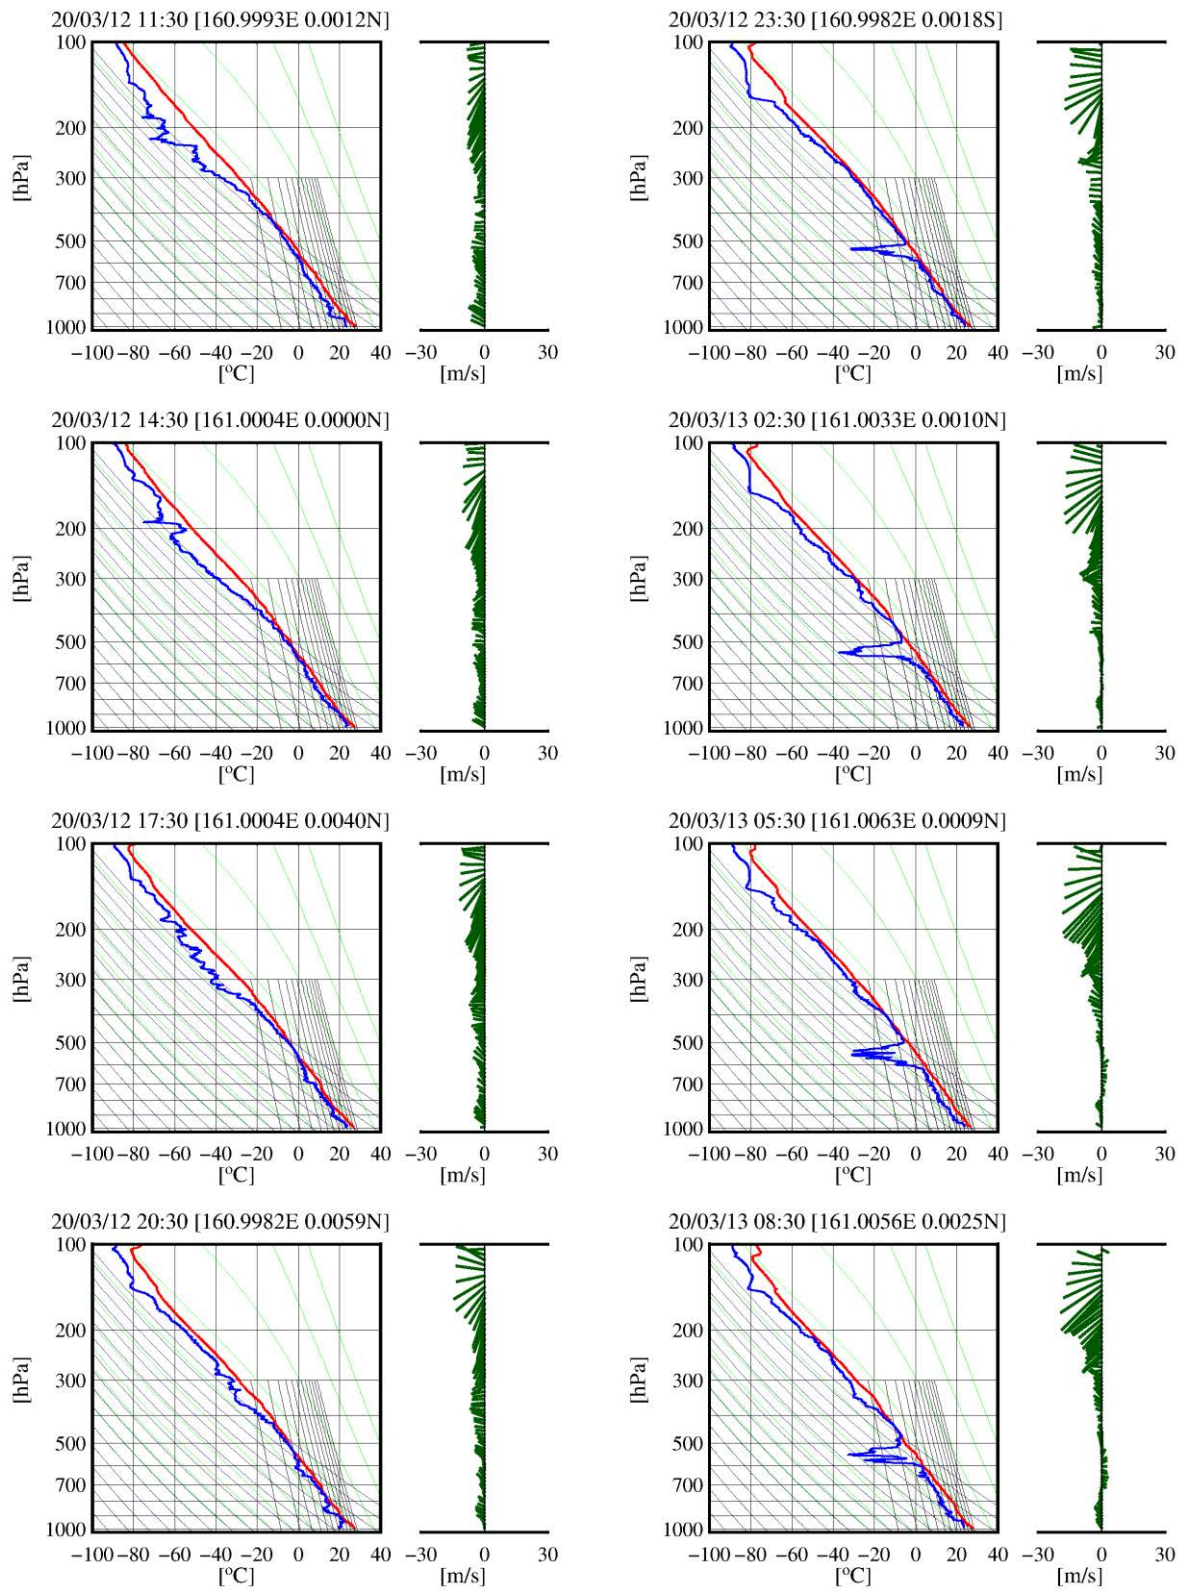 20/03/12 11:30 [160.9993E 0.0012N]
100
200
300
500
700
1000
[hPa]
−100 −80 −60 −40 −20 0 20 40
[°C]
−30 0 30
[m/s]
20/03/12 23:30 [160.9982E 0.0018S]
100
200
300
500
700
1000
[hPa]
−100 −80 −60 −40 −20 0 20 40
[°C]
−30 0 30
[m/s]
20/03/12 14:30 [161.0004E 0.0000N]
100
200
300
500
700
1000
[hPa]
−100 −80 −60 −40 −20 0 20 40
[°C]
−30 0 30
[m/s]
20/03/13 02:30 [161.0033E 0.0010N]
100
200
300
500
700
1000
[hPa]
−100 −80 −60 −40 −20 0 20 40
[°C]
−30 0 30
[m/s]
20/03/12 17:30 [161.0004E 0.0040N]
100
200
300
500
700
1000
[hPa]
−100 −80 −60 −40 −20 0 20 40
[°C]
−30 0 30
[m/s]
20/03/13 05:30 [161.0063E 0.0009N]
100
200
300
500
700
1000
[hPa]
−100 −80 −60 −40 −20 0 20 40
[°C]
−30 0 30
[m/s]
20/03/12 20:30 [160.9982E 0.0059N]
100
200
300
500
700
1000
[hPa]
−100 −80 −60 −40 −20 0 20 40
[°C]
−30 0 30
[m/s]
20/03/13 08:30 [161.0056E 0.0025N]
100
200
300
500
700
1000
[hPa]
−100 −80 −60 −40 −20 0 20 40
[°C]
−30 0 30
[m/s]